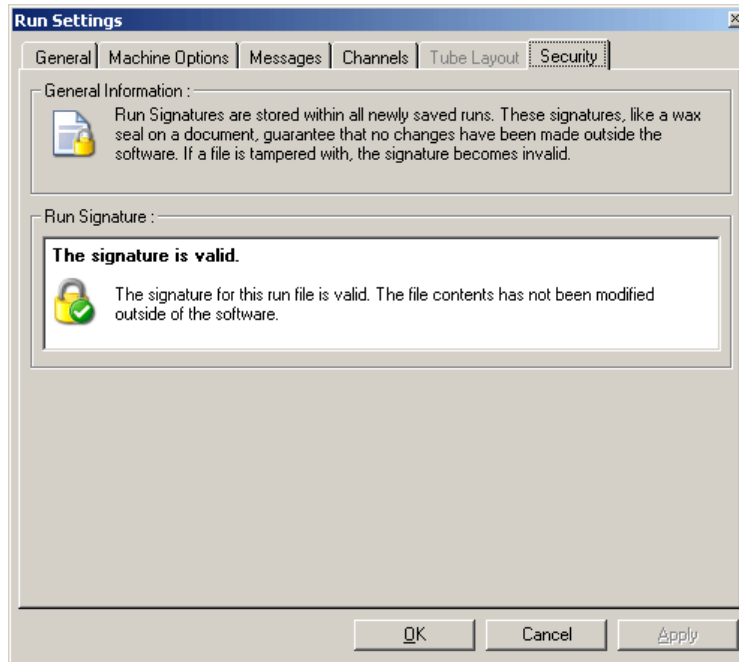 Run Settings
General Machine Options Messages Channels Tube Layout Security
General Information :
Run Signatures are stored within all newly saved runs. These signatures, like a wax
seal on a document, guarantee that no changes have been made outside the
software. If a file is tampered with, the signature becomes invalid.
Run Signature :
The signature is valid.
The signature for this run file is valid. The file contents has not been modified
outside of the software.
OK Cancel Apply